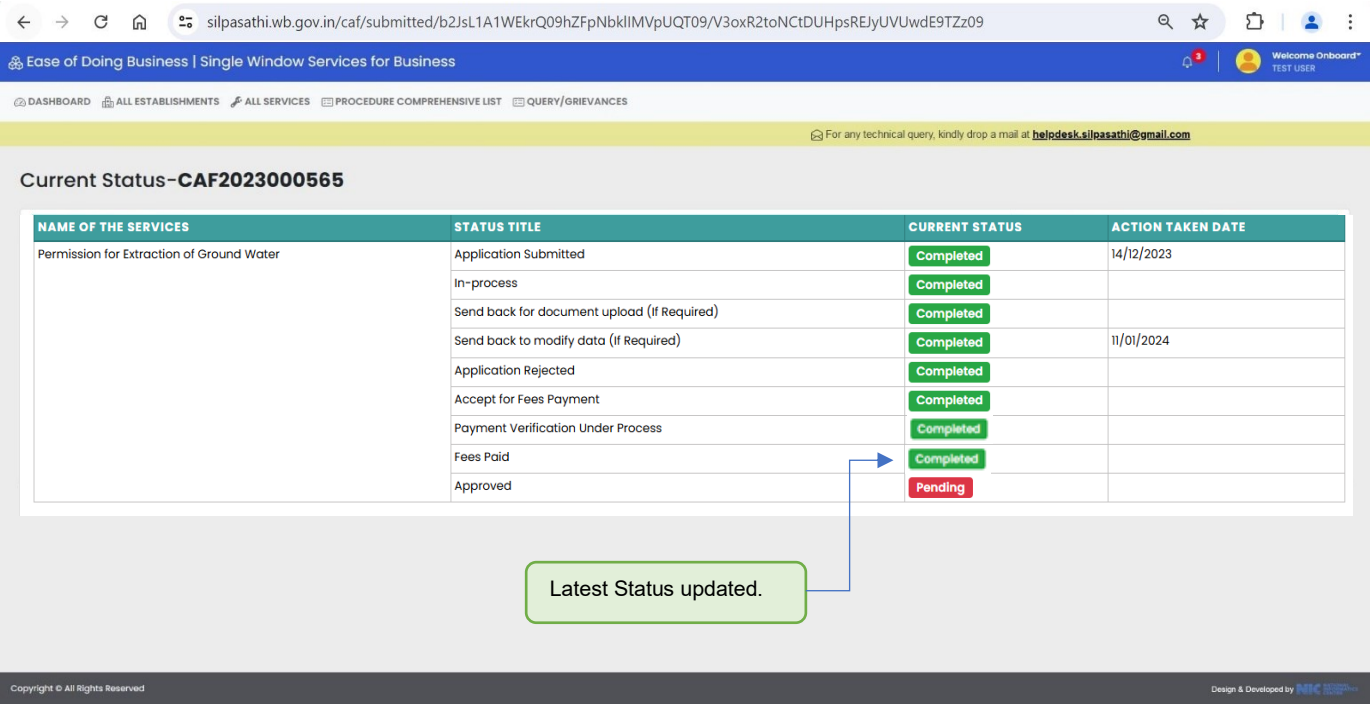 silpasathi.wb.gov.in/caf/submitted/b2JsL1A1WEkrQ09hZFpNbklIMVpUQT09/V3oxR2toNCtDUHpsREJyUVUwdE9TZz09
Ease of Doing Business | Single Window Services for Business
3
Welcome Onboard
TEST USER
DASHBOARD ALL ESTABLISHMENTS ALL SERVICES PROCEDURE COMPREHENSIVE LIST QUERY/GRIEVANCES
For any technical query, kindly drop a mail at helpdesk.silpasathi@gmail.com
Current Status-CAF2023000565
NAME OF THE SERVICES STATUS TITLE CURRENT STATUS ACTION TAKEN DATE
Permission for Extraction of Ground Water Application Submitted Completed 14/12/2023
In-process Completed
Send back for document upload (If Required) Completed
Send back to modify data (If Required) Completed 11/01/2024
Application Rejected Completed
Accept for Fees Payment Completed
Payment Verification Under Process Completed
Fees Paid Completed
Approved Pending
Latest Status updated.
Copyright © All Rights Reserved Design & Developed by NIC